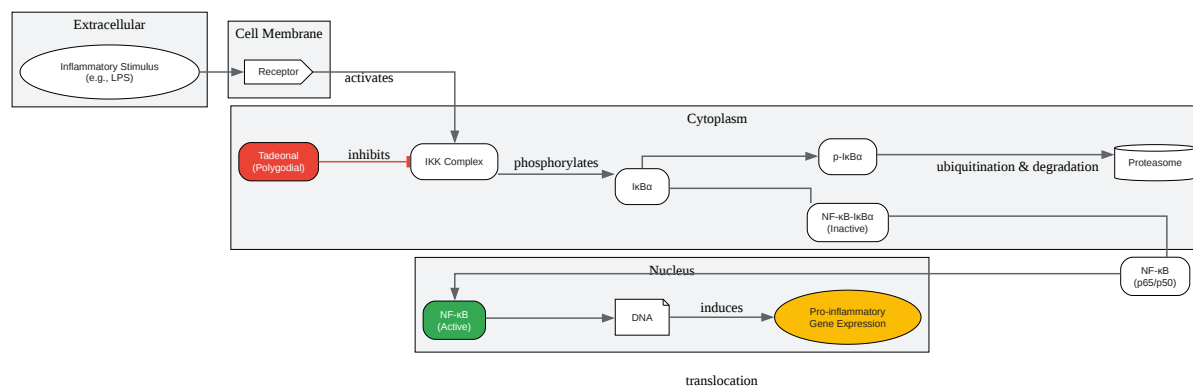 Extracellular
Inflammatory Stimulus
(e.g., LPS)
Cell Membrane
Receptor
activates
Cytoplasm
Tadeonal
(Polygodial)
inhibits
IKK Complex
phosphorylates
IκBα
p-IκBα
ubiquitination & degradation
Proteasome
NF-κB-IκBα
(Inactive)
NF-κB
(p65/p50)
Nucleus
NF-κB
(Active)
DNA
induces
Pro-inflammatory
Gene Expression
translocation